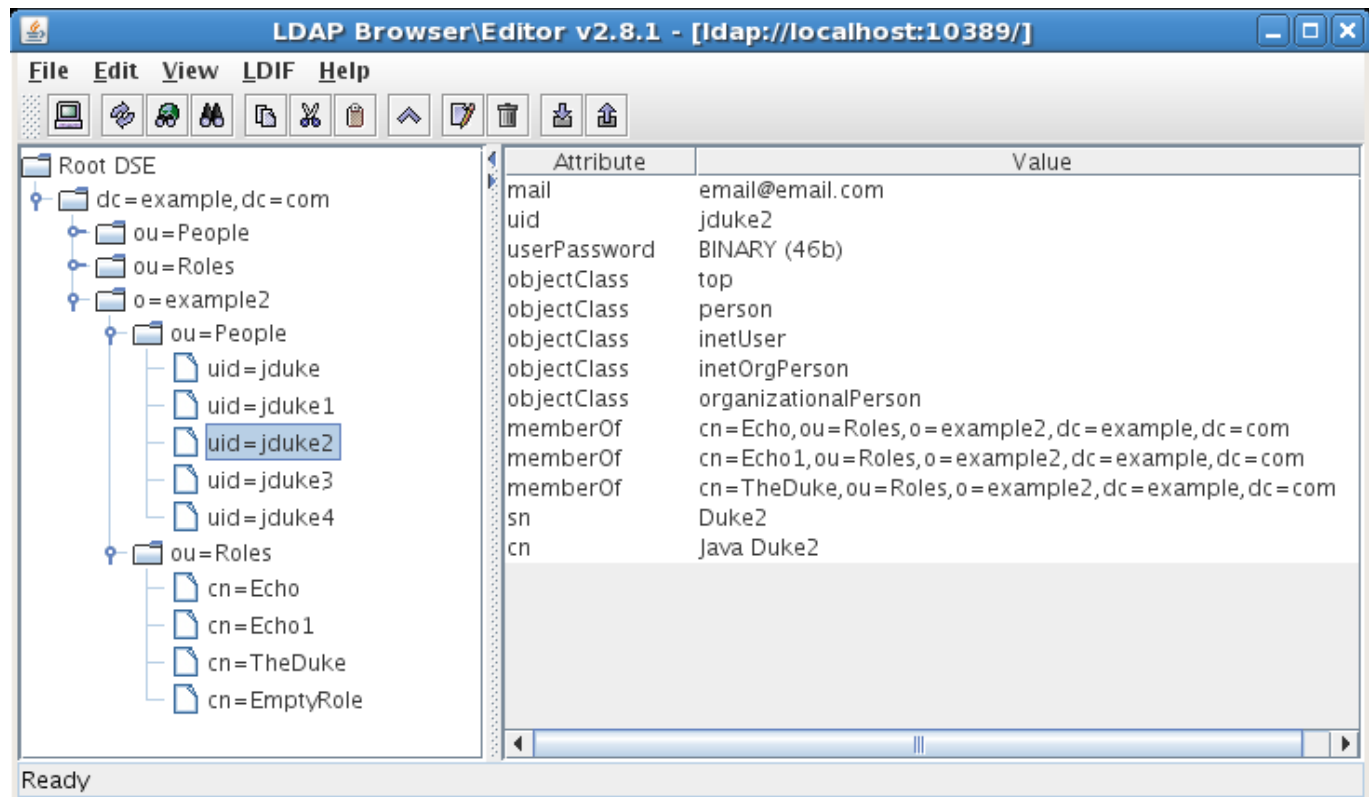 LDAP Browser\Editor v2.8.1 - [ldap://localhost:10389/]
File Edit View LDIF Help
Root DSE
dc=example,dc=com
ou=People
ou=Roles
o=example2
ou=People
uid=jduke
uid=jduke1
uid=jduke2
uid=jduke3
uid=jduke4
ou=Roles
cn=Echo
cn=Echo1
cn=TheDuke
cn=EmptyRole
Attribute Value
mail email@email.com
uid jduke2
userPassword BINARY (46b)
objectClass top
objectClass person
objectClass inetUser
objectClass inetOrgPerson
objectClass organizationalPerson
memberOf cn=Echo,ou=Roles,o=example2,dc=example,dc=com
memberOf cn=Echo1,ou=Roles,o=example2,dc=example,dc=com
memberOf cn=TheDuke,ou=Roles,o=example2,dc=example,dc=com
sn Duke2
cn Java Duke2
Ready